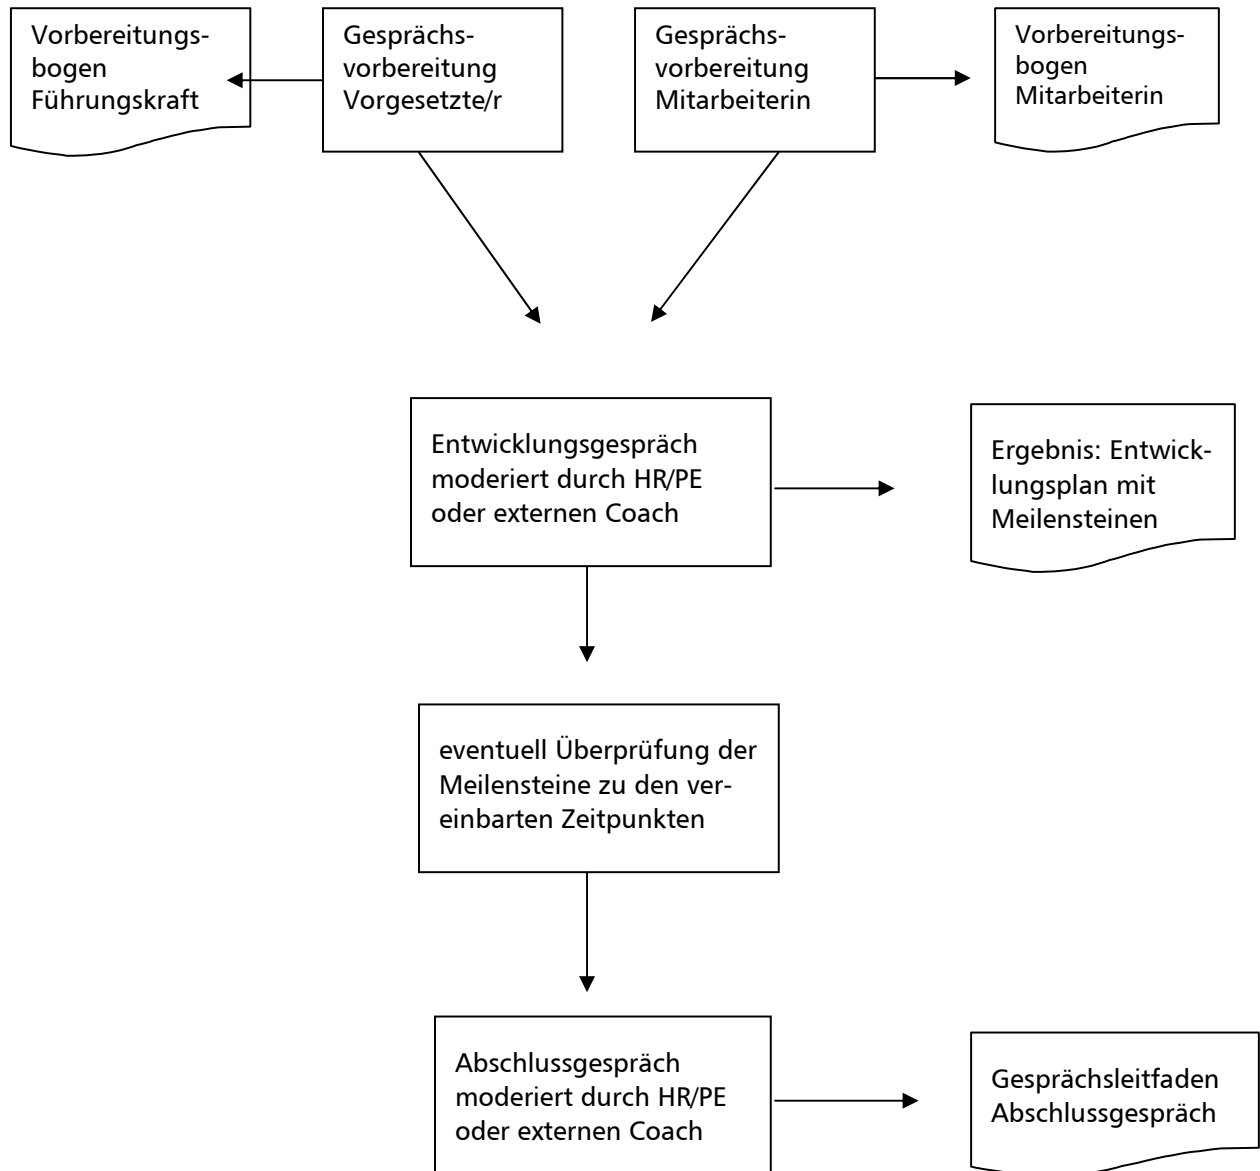 Vorbereitungs-
bogen
Führungskraft
Gesprächs-
vorbereitung
Vorgesetzte/r
Gesprächs-
vorbereitung
Mitarbeiterin
Vorbereitungs-
bogen
Mitarbeiterin
Entwicklungsgespräch
moderiert durch HR/PE
oder externen Coach
Ergebnis: Entwick-
lungsplan mit
Meilensteinen
eventuell Überprüfung der
Meilensteine zu den ver-
einbarten Zeitpunkten
Abschlussgespräch
moderiert durch HR/PE
oder externen Coach
Gesprächsleitfaden
Abschlussgespräch